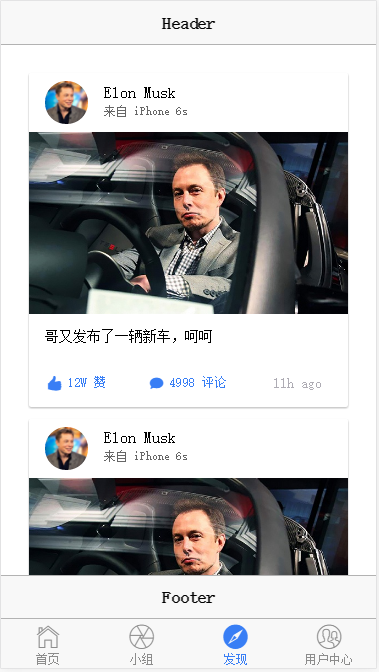 Header
Elon Musk
来自 iPhone 6s
哥又发布了一辆新车，呵呵
12W 赞
4998 评论
11h ago
Elon Musk
来自 iPhone 6s
Footer
首页
小组
发现
用户中心